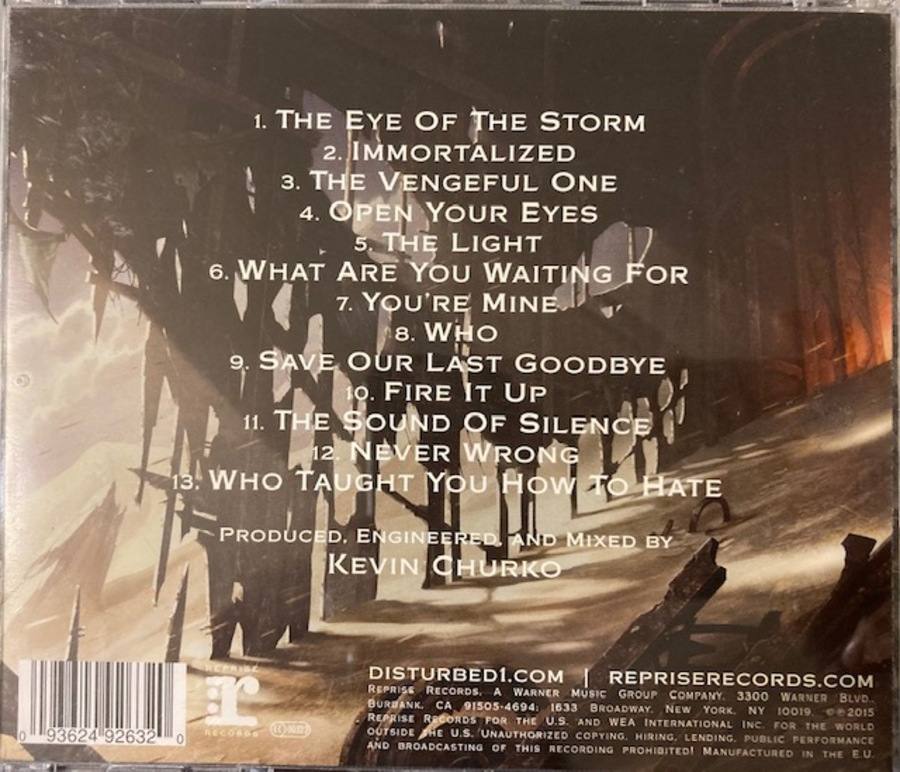 1. The Eye Of The Storm
2. Immortalized
3. The Vengeful One
4. Open Your Eyes
5. The Light
6. What Are You Waiting For
7. You're Mine
8. Who
9. Save Our Last Goodbye
10. Fire It Up
11. The Sound Of Silence
12. Never Wrong
13. Who Taught You How To Hate
Produced, Engineered, and Mixed by
Kevin Churko
0 93624 92632 0
REPRISE
r
RECORDS
DISTURBED1.COM | REPRISERECORDS.COM
Reprise Records, A Warner Music Group Company, 3300 Warner Blvd.,
Burbank, CA 91505-4694; 1633 Broadway, New York, NY 10019. ©℗2015
Reprise Records for the U.S. and WEA International Inc. for the world
outside the U.S. Unauthorized copying, hiring, lending, public performance
and broadcasting of this recording prohibited! Manufactured in the E.U.